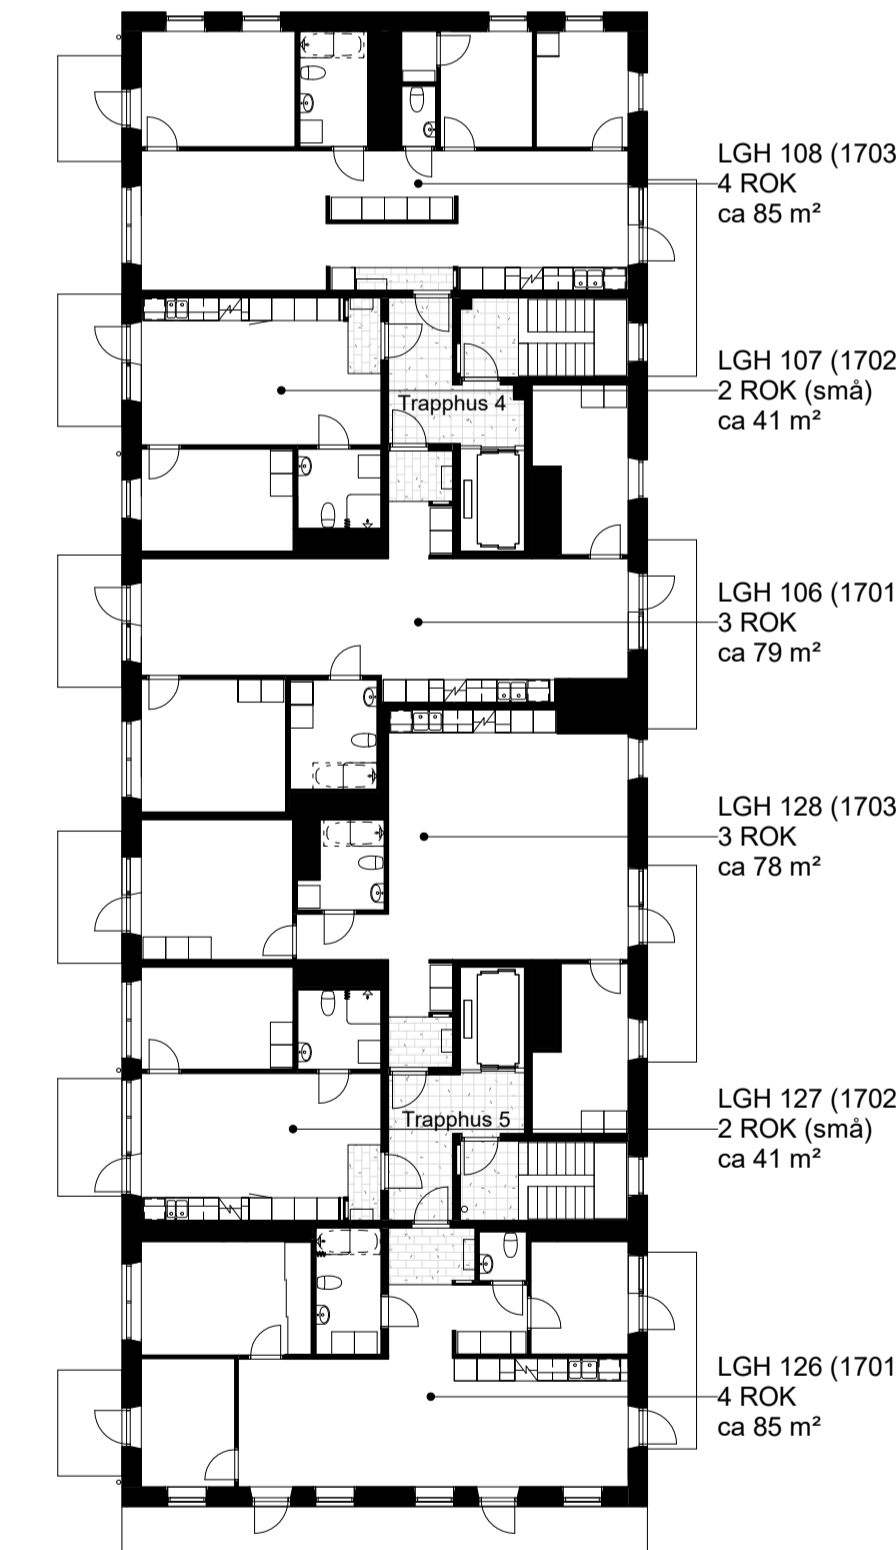 LGH 108 (1703
4 ROK
ca 85 m²
LGH 107 (1702
2 ROK (små)
ca 41 m²
Trapphus 4
LGH 106 (1701
3 ROK
ca 79 m²
LGH 128 (1703
3 ROK
ca 78 m²
LGH 127 (1702
2 ROK (små)
ca 41 m²
Trapphus 5
LGH 126 (1701
4 ROK
ca 85 m²